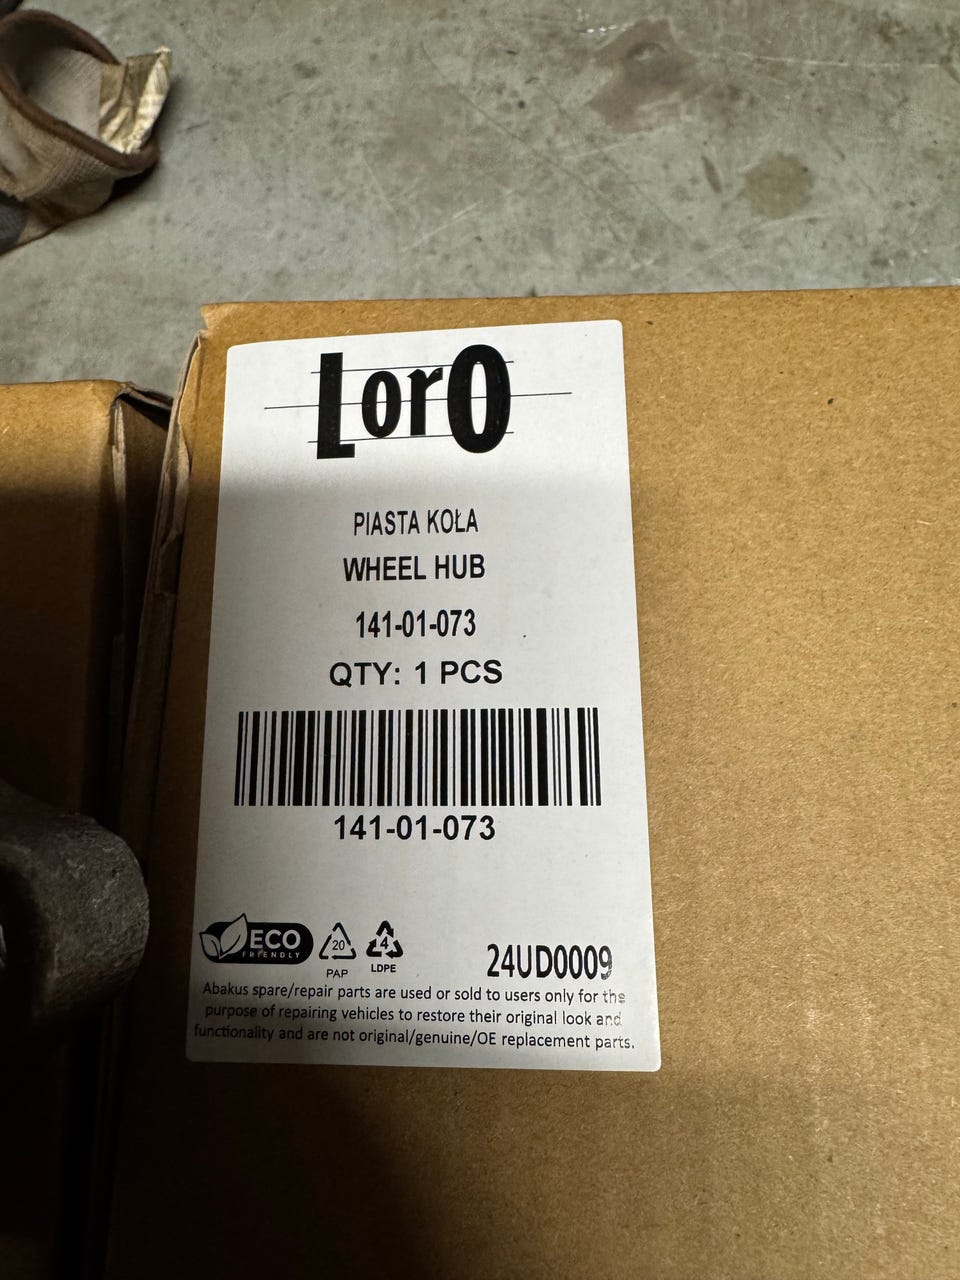 LorO
PIASTA KOŁA
WHEEL HUB
141-01-073
QTY: 1 PCS
141-01-073
ECO
FRIENDLY
20
PAP
4
LDPE
24UD0009
Abakus spare/repair parts are used or sold to users only for the
purpose of repairing vehicles to restore their original look and
functionality and are not original/genuine/OE replacement parts.